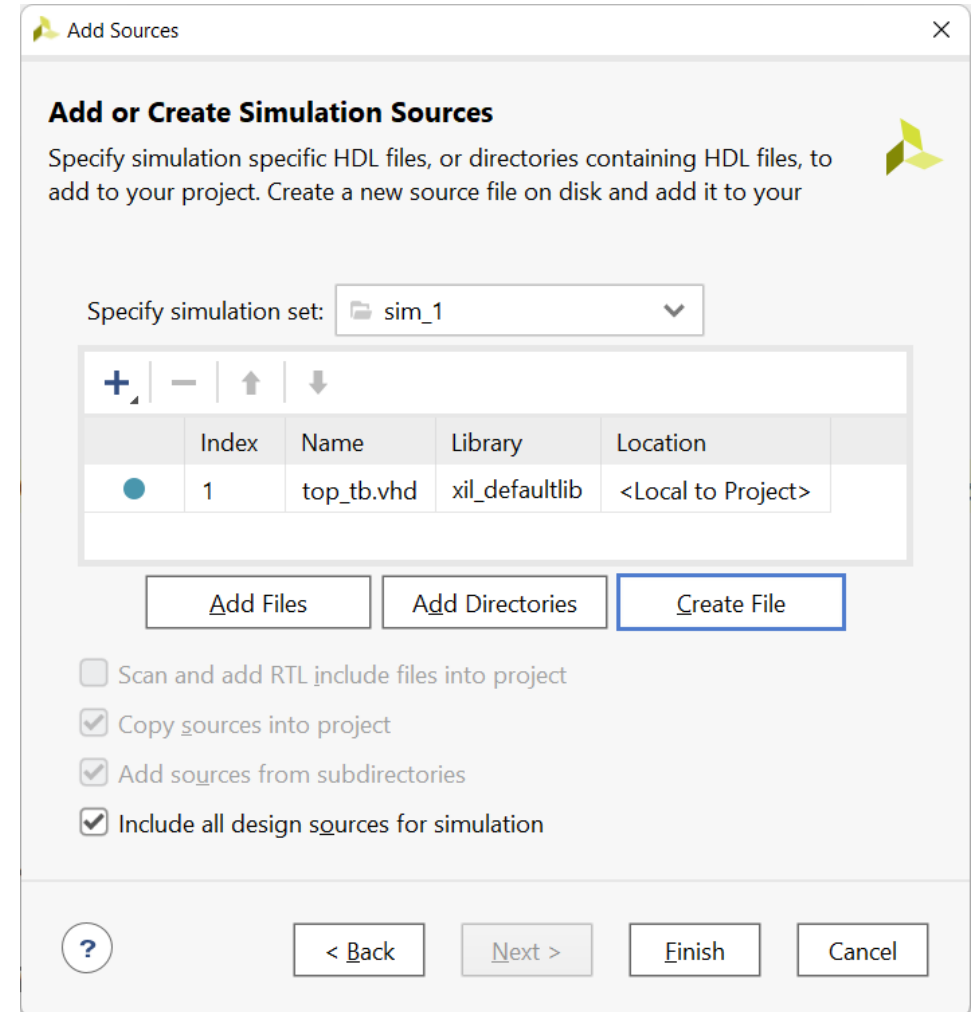 Add Sources
Add or Create Simulation Sources
Specify simulation specific HDL files, or directories containing HDL files, to
add to your project. Create a new source file on disk and add it to your
Specify simulation set: sim_1
Index Name Library Location
1 top_tb.vhd xil_defaultlib <Local to Project>
Add Files Add Directories Create File
Scan and add RTL include files into project
Copy sources into project
Add sources from subdirectories
Include all design sources for simulation
? < Back Next > Finish Cancel